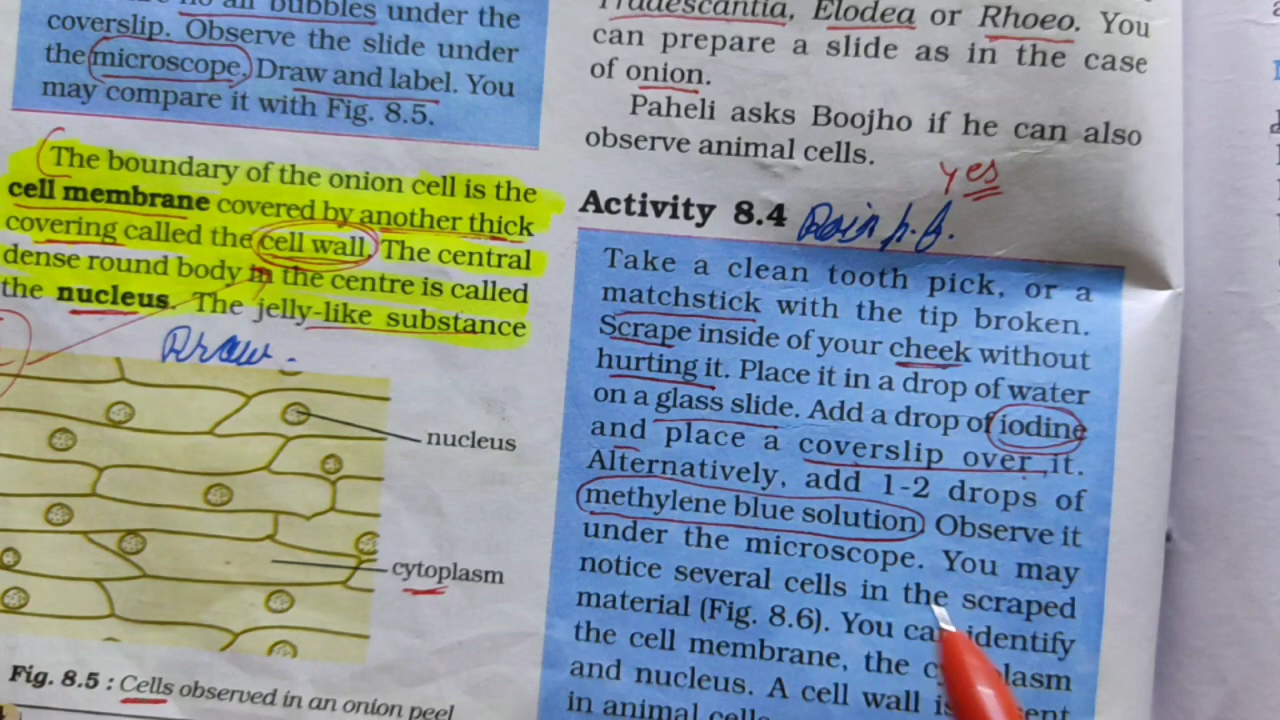 no air bubbles under the
coverslip. Observe the slide under
the microscope. Draw and label. You
may compare it with Fig. 8.5.
The boundary of the onion cell is the
cell membrane covered by another thick
covering called the cell wall. The central
dense round body in the centre is called
the nucleus. The jelly-like substance
Draw.
nucleus
cytoplasm
Fig. 8.5 : Cells observed in an onion peel
Tradescantia, Elodea or Rhoeo. You
can prepare a slide as in the case
of onion.
Paheli asks Boojho if he can also
observe animal cells.
yes
Activity 8.4
Take a clean tooth pick, or a
matchstick with the tip broken.
Scrape inside of your cheek without
hurting it. Place it in a drop of water
on a glass slide. Add a drop of iodine
and place a coverslip over it.
Alternatively, add 1-2 drops of
methylene blue solution. Observe it
under the microscope. You may
notice several cells in the scraped
material (Fig. 8.6). You can identify
the cell membrane, the
and nucleus. A cell wall is
in animal cells